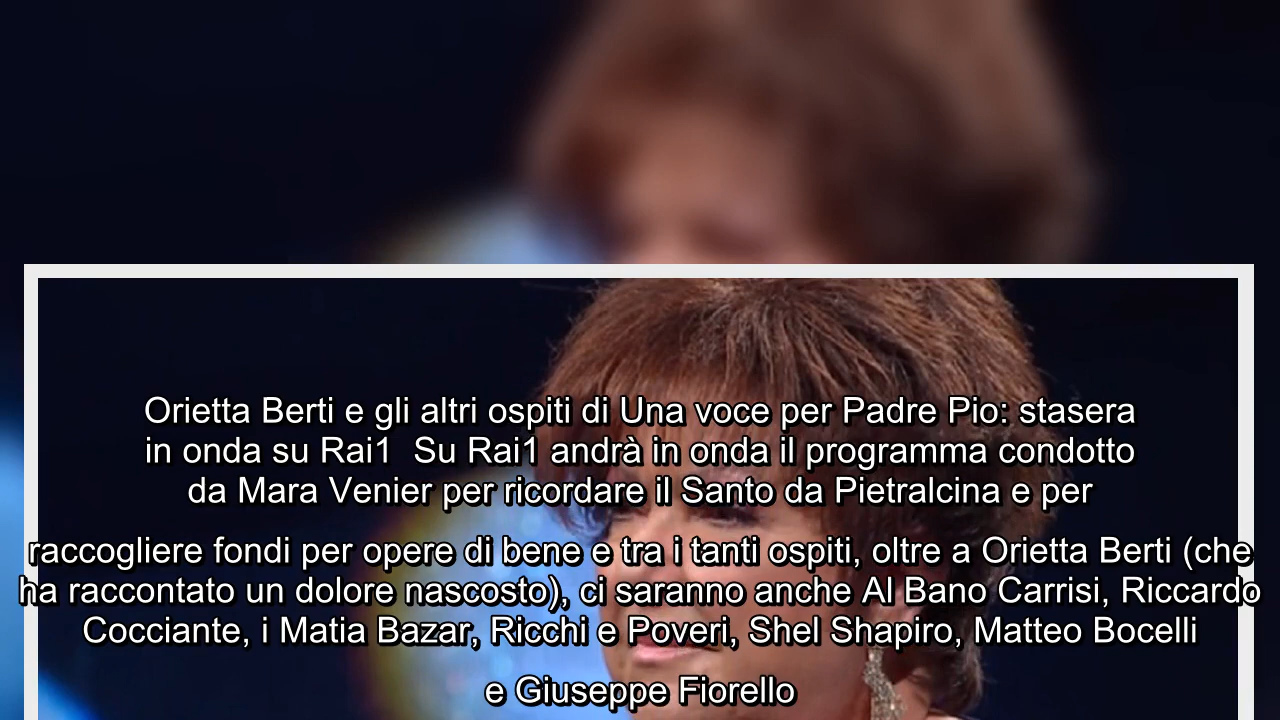 Orietta Berti e gli altri ospiti di Una voce per Padre Pio: stasera
in onda su Rai1  Su Rai1 andrà in onda il programma condotto
da Mara Venier per ricordare il Santo da Pietralcina e per
raccogliere fondi per opere di bene e tra i tanti ospiti, oltre a Orietta Berti (che
ha raccontato un dolore nascosto), ci saranno anche Al Bano Carrisi, Riccardo
Cocciante, i Matia Bazar, Ricchi e Poveri, Shel Shapiro, Matteo Bocelli
e Giuseppe Fiorello